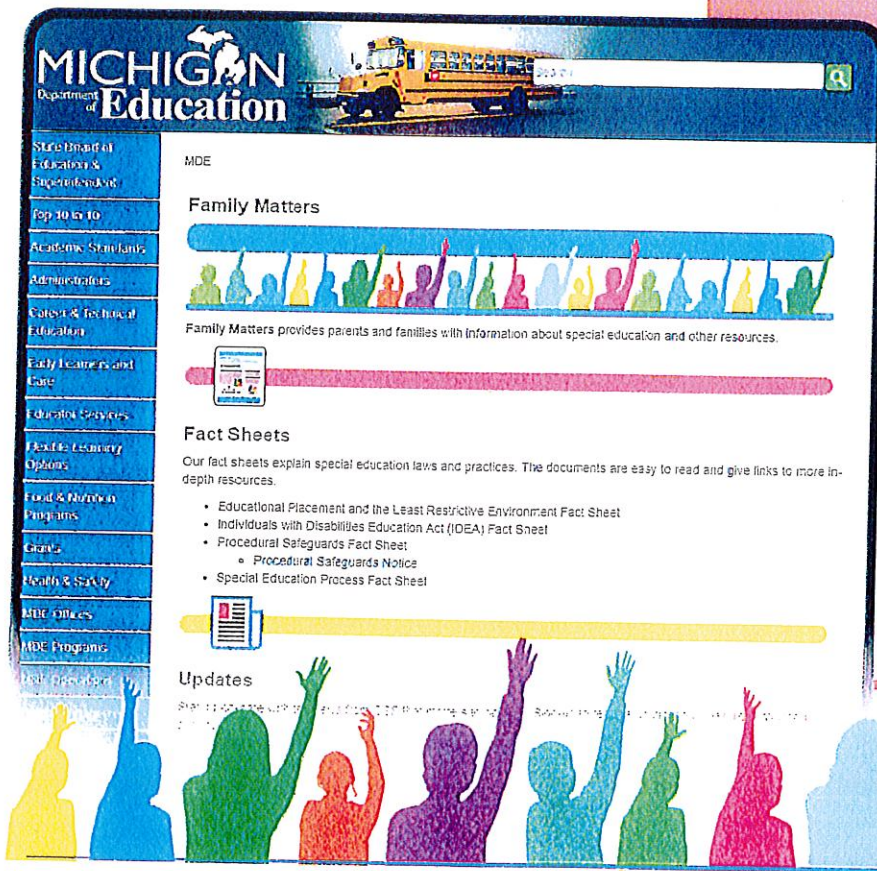 MICHIGAN
Department
of Education
Search
State Board of
Education &
Superintendent
Top 10 in 10
Academic Standards
Administrators
Career & Technical
Education
Early Learners and
Care
Educator Services
Flexible Learning
Options
Food & Nutrition
Programs
Grants
Health & Safety
MDE Offices
MDE Programs
MDE
Family Matters
Family Matters provides parents and families with information about special education and other resources.
Fact Sheets
Our fact sheets explain special education laws and practices. The documents are easy to read and give links to more in-
depth resources.
• Educational Placement and the Least Restrictive Environment Fact Sheet
• Individuals with Disabilities Education Act (IDEA) Fact Sheet
• Procedural Safeguards Fact Sheet
  ◦ Procedural Safeguards Notice
• Special Education Process Fact Sheet
Updates